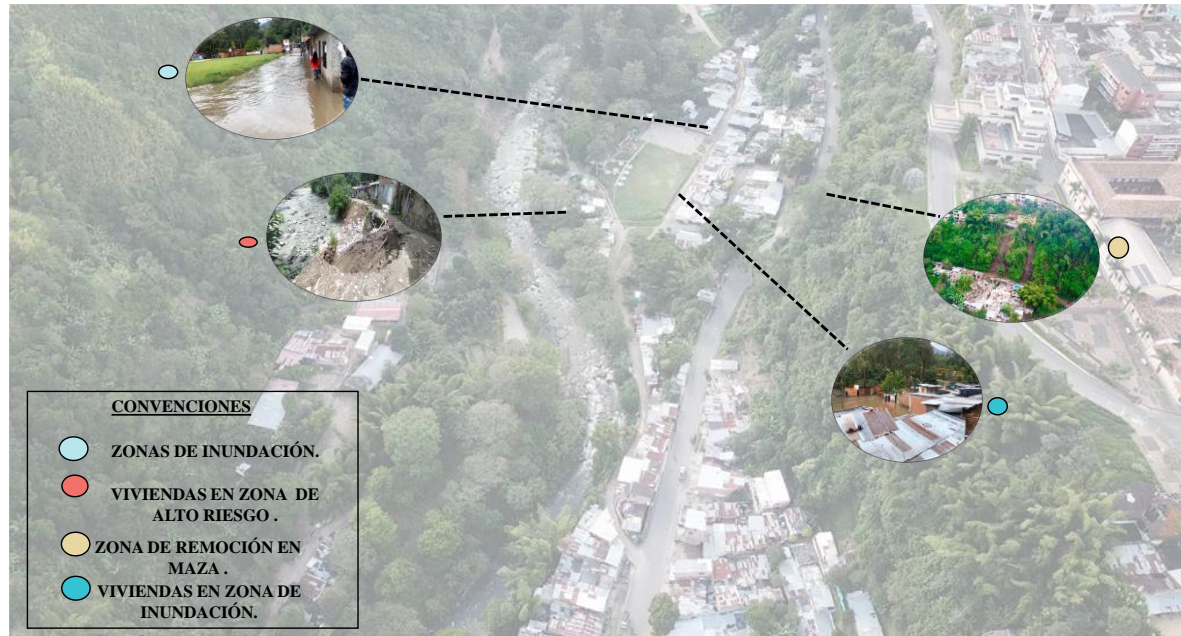 CONVENCIONES
ZONAS DE INUNDACIÓN.
VIVIENDAS EN ZONA DE
ALTO RIESGO .
ZONA DE REMOCIÓN EN
MAZA .
VIVIENDAS EN ZONA DE
INUNDACIÓN.